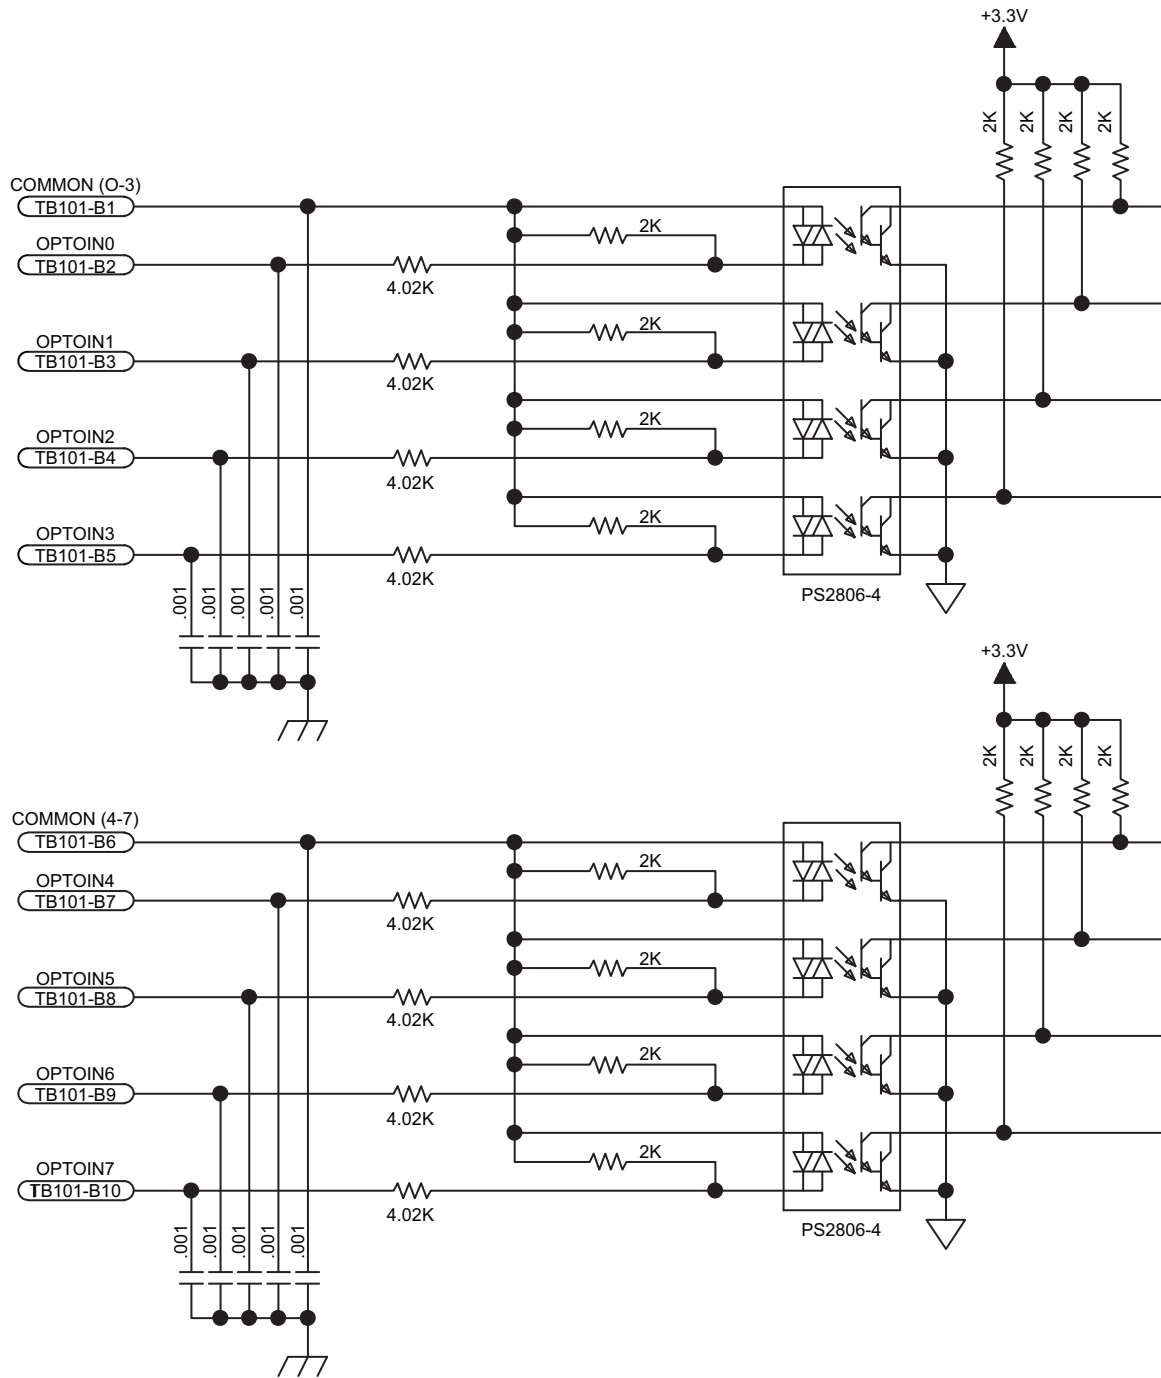 +3.3V
2K 2K 2K 2K
COMMON (O-3)
TB101-B1
2K
OPTOIN0
TB101-B2
4.02K
2K
OPTOIN1
TB101-B3
4.02K
2K
OPTOIN2
TB101-B4
4.02K
2K
OPTOIN3
TB101-B5
4.02K
PS2806-4
.001 .001 .001 .001 .001
+3.3V
2K 2K 2K 2K
COMMON (4-7)
TB101-B6
2K
OPTOIN4
TB101-B7
4.02K
2K
OPTOIN5
TB101-B8
4.02K
2K
OPTOIN6
TB101-B9
4.02K
2K
OPTOIN7
TB101-B10
4.02K
PS2806-4
.001 .001 .001 .001 .001